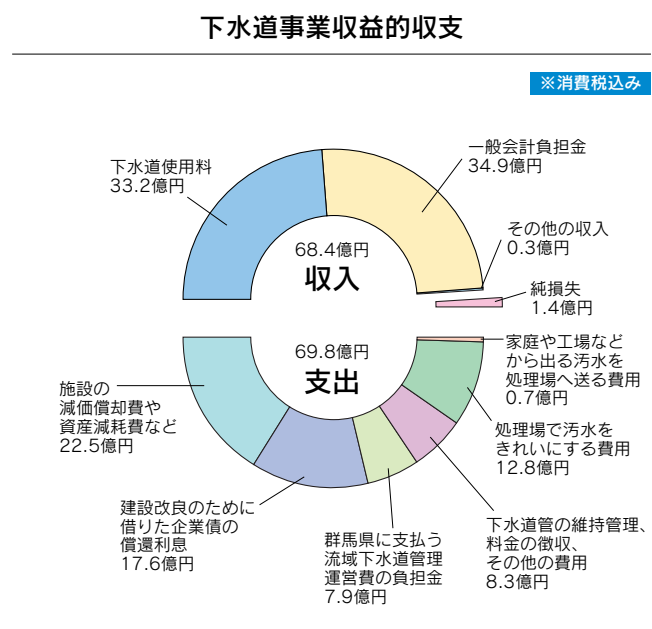 下水道事業収益的収支
※消費税込み
下水道使用料
33.2億円
一般会計負担金
34.9億円
その他の収入
0.3億円
純損失
1.4億円
68.4億円
収入
69.8億円
支出
家庭や工場など
から出る汚水を
処理場へ送る費用
0.7億円
処理場で汚水を
きれいにする費用
12.8億円
下水道管の維持管理、
料金の徴収、
その他の費用
8.3億円
群馬県に支払う
流域下水道管理
運営費の負担金
7.9億円
建設改良のために
借りた企業債の
償還利息
17.6億円
施設の
減価償却費や
資産減耗費など
22.5億円